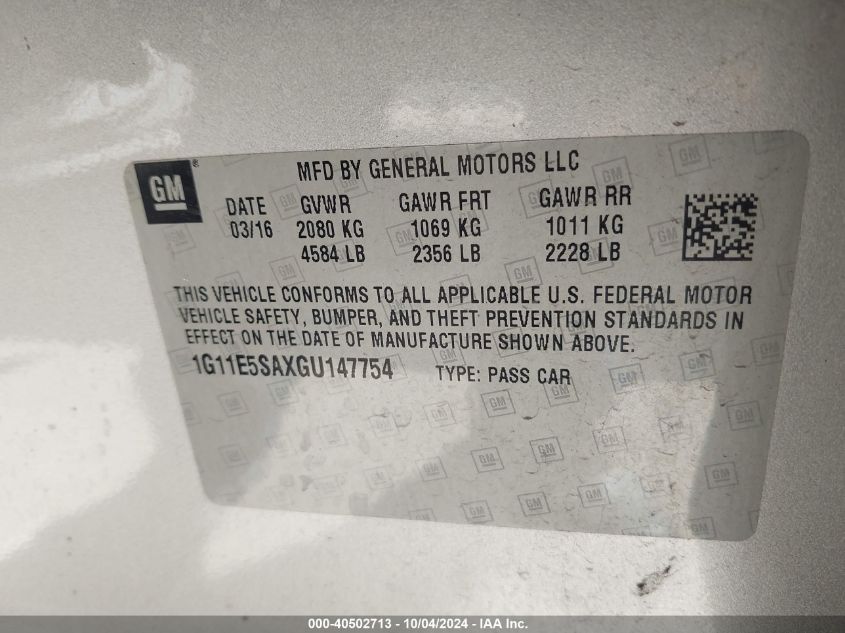 GM
MFD BY GENERAL MOTORS LLC
DATE GVWR GAWR FRT GAWR RR
03/16 2080 KG 1069 KG 1011 KG
4584 LB 2356 LB 2228 LB
THIS VEHICLE CONFORMS TO ALL APPLICABLE U.S. FEDERAL MOTOR
VEHICLE SAFETY, BUMPER, AND THEFT PREVENTION STANDARDS IN
EFFECT ON THE DATE OF MANUFACTURE SHOWN ABOVE.
1G11E5SAXGU147754 TYPE: PASS CAR
000-40502713 - 10/04/2024 - IAA Inc.